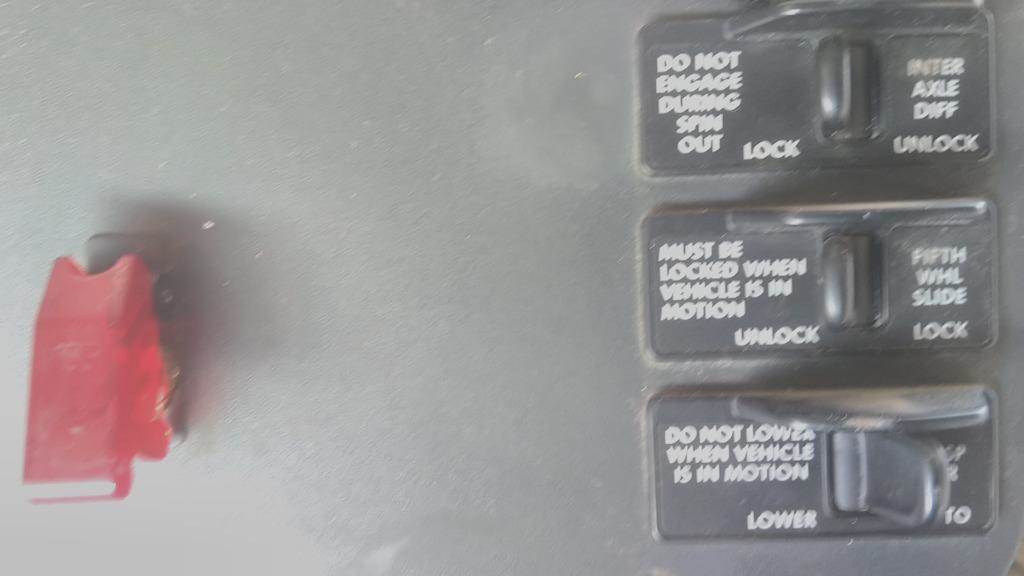 DO NOT
ENGAGE
DURING
SPIN
OUT
LOCK
INTER
AXLE
DIFF
UNLOCK
MUST BE
LOCKED WHEN
VEHICLE IS IN
MOTION
UNLOCK
FIFTH
WHL
SLIDE
LOCK
DO NOT LOWER
WHEN VEHICLE
IS IN MOTION
LOWER